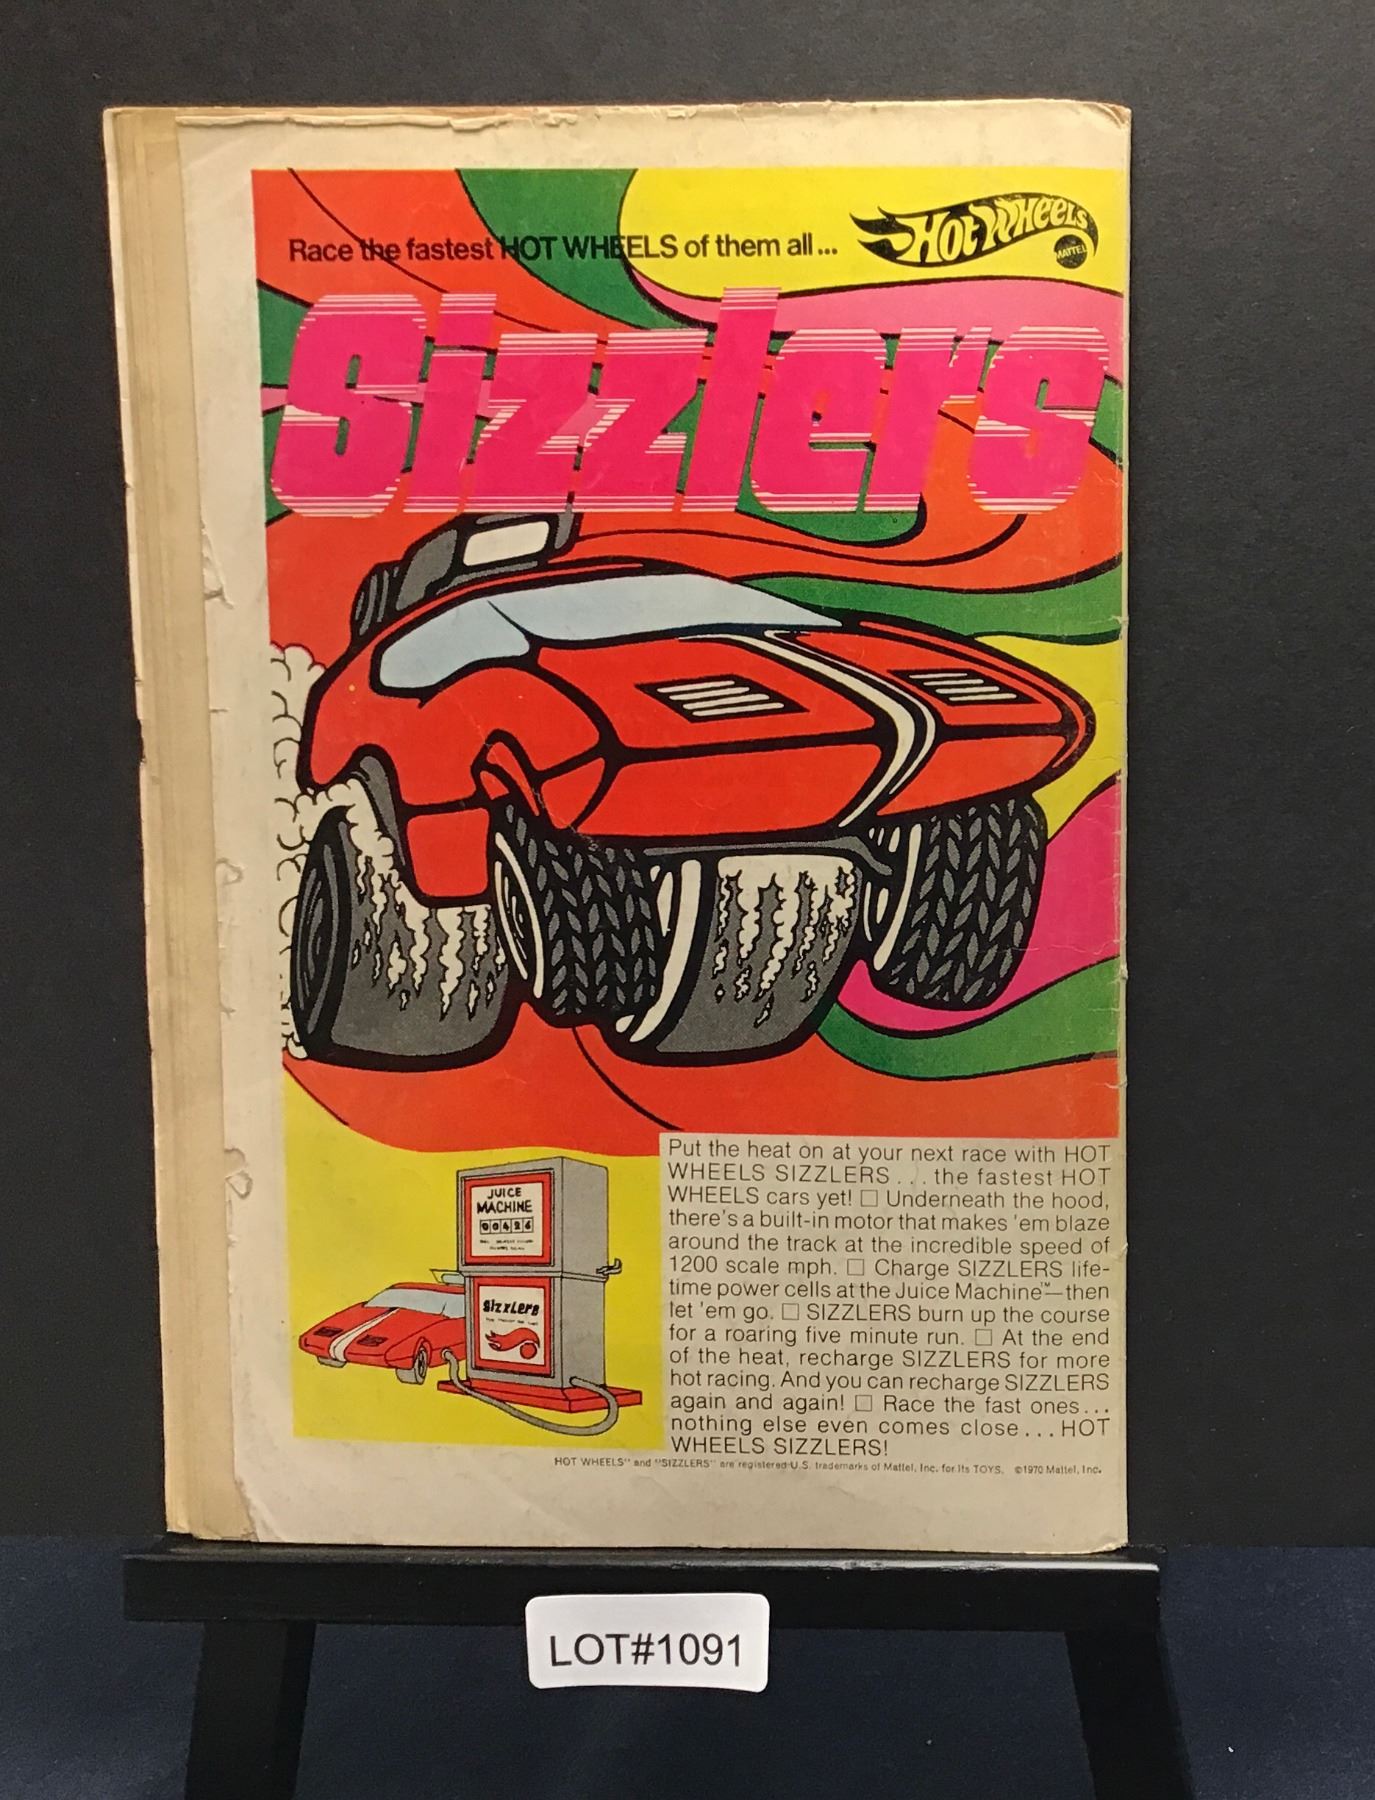 Race the fastest HOT WHEELS of them all...
Hot Wheels
MATTEL
Sizzlers
Put the heat on at your next race with HOT
WHEELS SIZZLERS... the fastest HOT
WHEELS cars yet! □ Underneath the hood,
there's a built-in motor that makes 'em blaze
around the track at the incredible speed of
1200 scale mph. □ Charge SIZZLERS life-
time power cells at the Juice Machine™—then
let 'em go. □ SIZZLERS burn up the course
for a roaring five minute run. □ At the end
of the heat, recharge SIZZLERS for more
hot racing. And you can recharge SIZZLERS
again and again! □ Race the fast ones...
nothing else even comes close... HOT
WHEELS SIZZLERS!
JUICE
MACHINE
00426
Sizzlers
HOT WHEELS" and "SIZZLERS" are registered U.S. trademarks of Mattel, Inc. for its TOYS. ©1970 Mattel, Inc.
LOT#1091